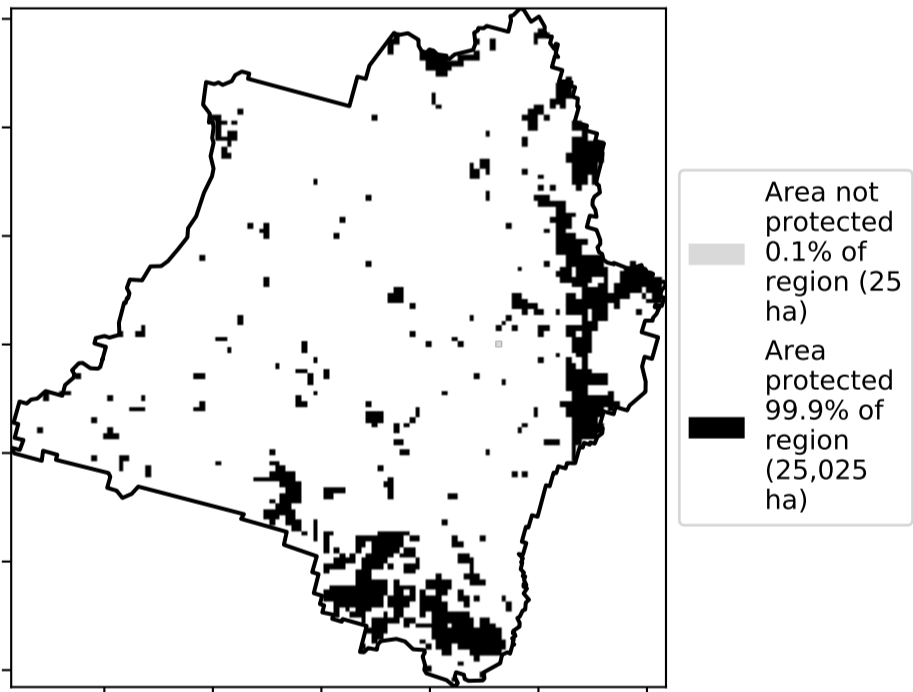 Area not
protected
0.1% of
region (25
ha)
Area
protected
99.9% of
region
(25,025
ha)